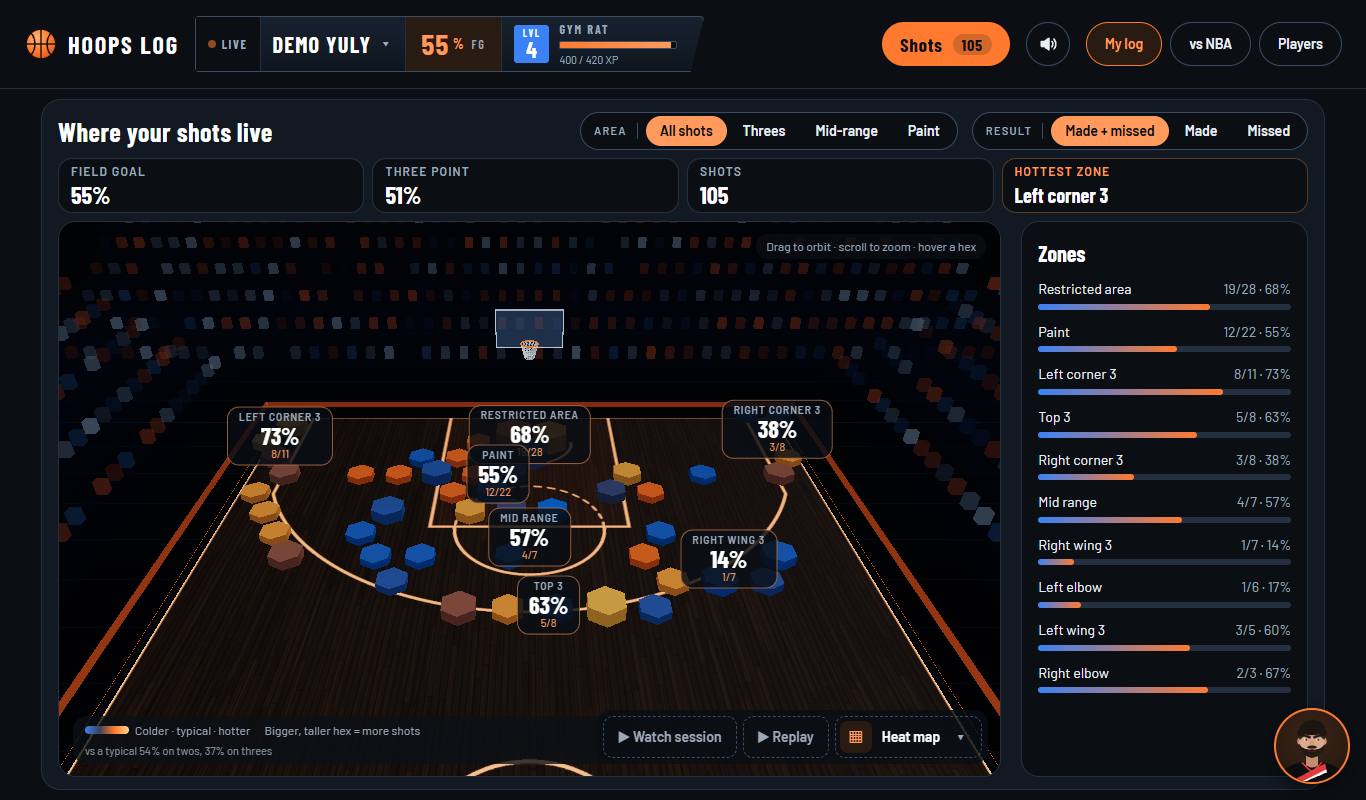 HOOPS LOG
LIVE
DEMO YULY
55 % FG
LVL 4
GYM RAT
400 / 420 XP
Shots 105
My log
vs NBA
Players
Where your shots live
AREA All shots Threes Mid-range Paint
RESULT Made + missed Made Missed
FIELD GOAL
55%
THREE POINT
51%
SHOTS
105
HOTTEST ZONE
Left corner 3
Drag to orbit · scroll to zoom · hover a hex
LEFT CORNER 3
73%
8/11
RESTRICTED AREA
68%
RIGHT CORNER 3
38%
3/8
PAINT
55%
12/22
MID RANGE
57%
4/7
RIGHT WING 3
14%
1/7
TOP 3
63%
5/8
Colder · typical · hotter Bigger, taller hex = more shots
vs a typical 54% on twos, 37% on threes
Watch session
Replay
Heat map
Zones
Restricted area 19/28 · 68%
Paint 12/22 · 55%
Left corner 3 8/11 · 73%
Top 3 5/8 · 63%
Right corner 3 3/8 · 38%
Mid range 4/7 · 57%
Right wing 3 1/7 · 14%
Left elbow 1/6 · 17%
Left wing 3 3/5 · 60%
Right elbow 2/3 · 67%